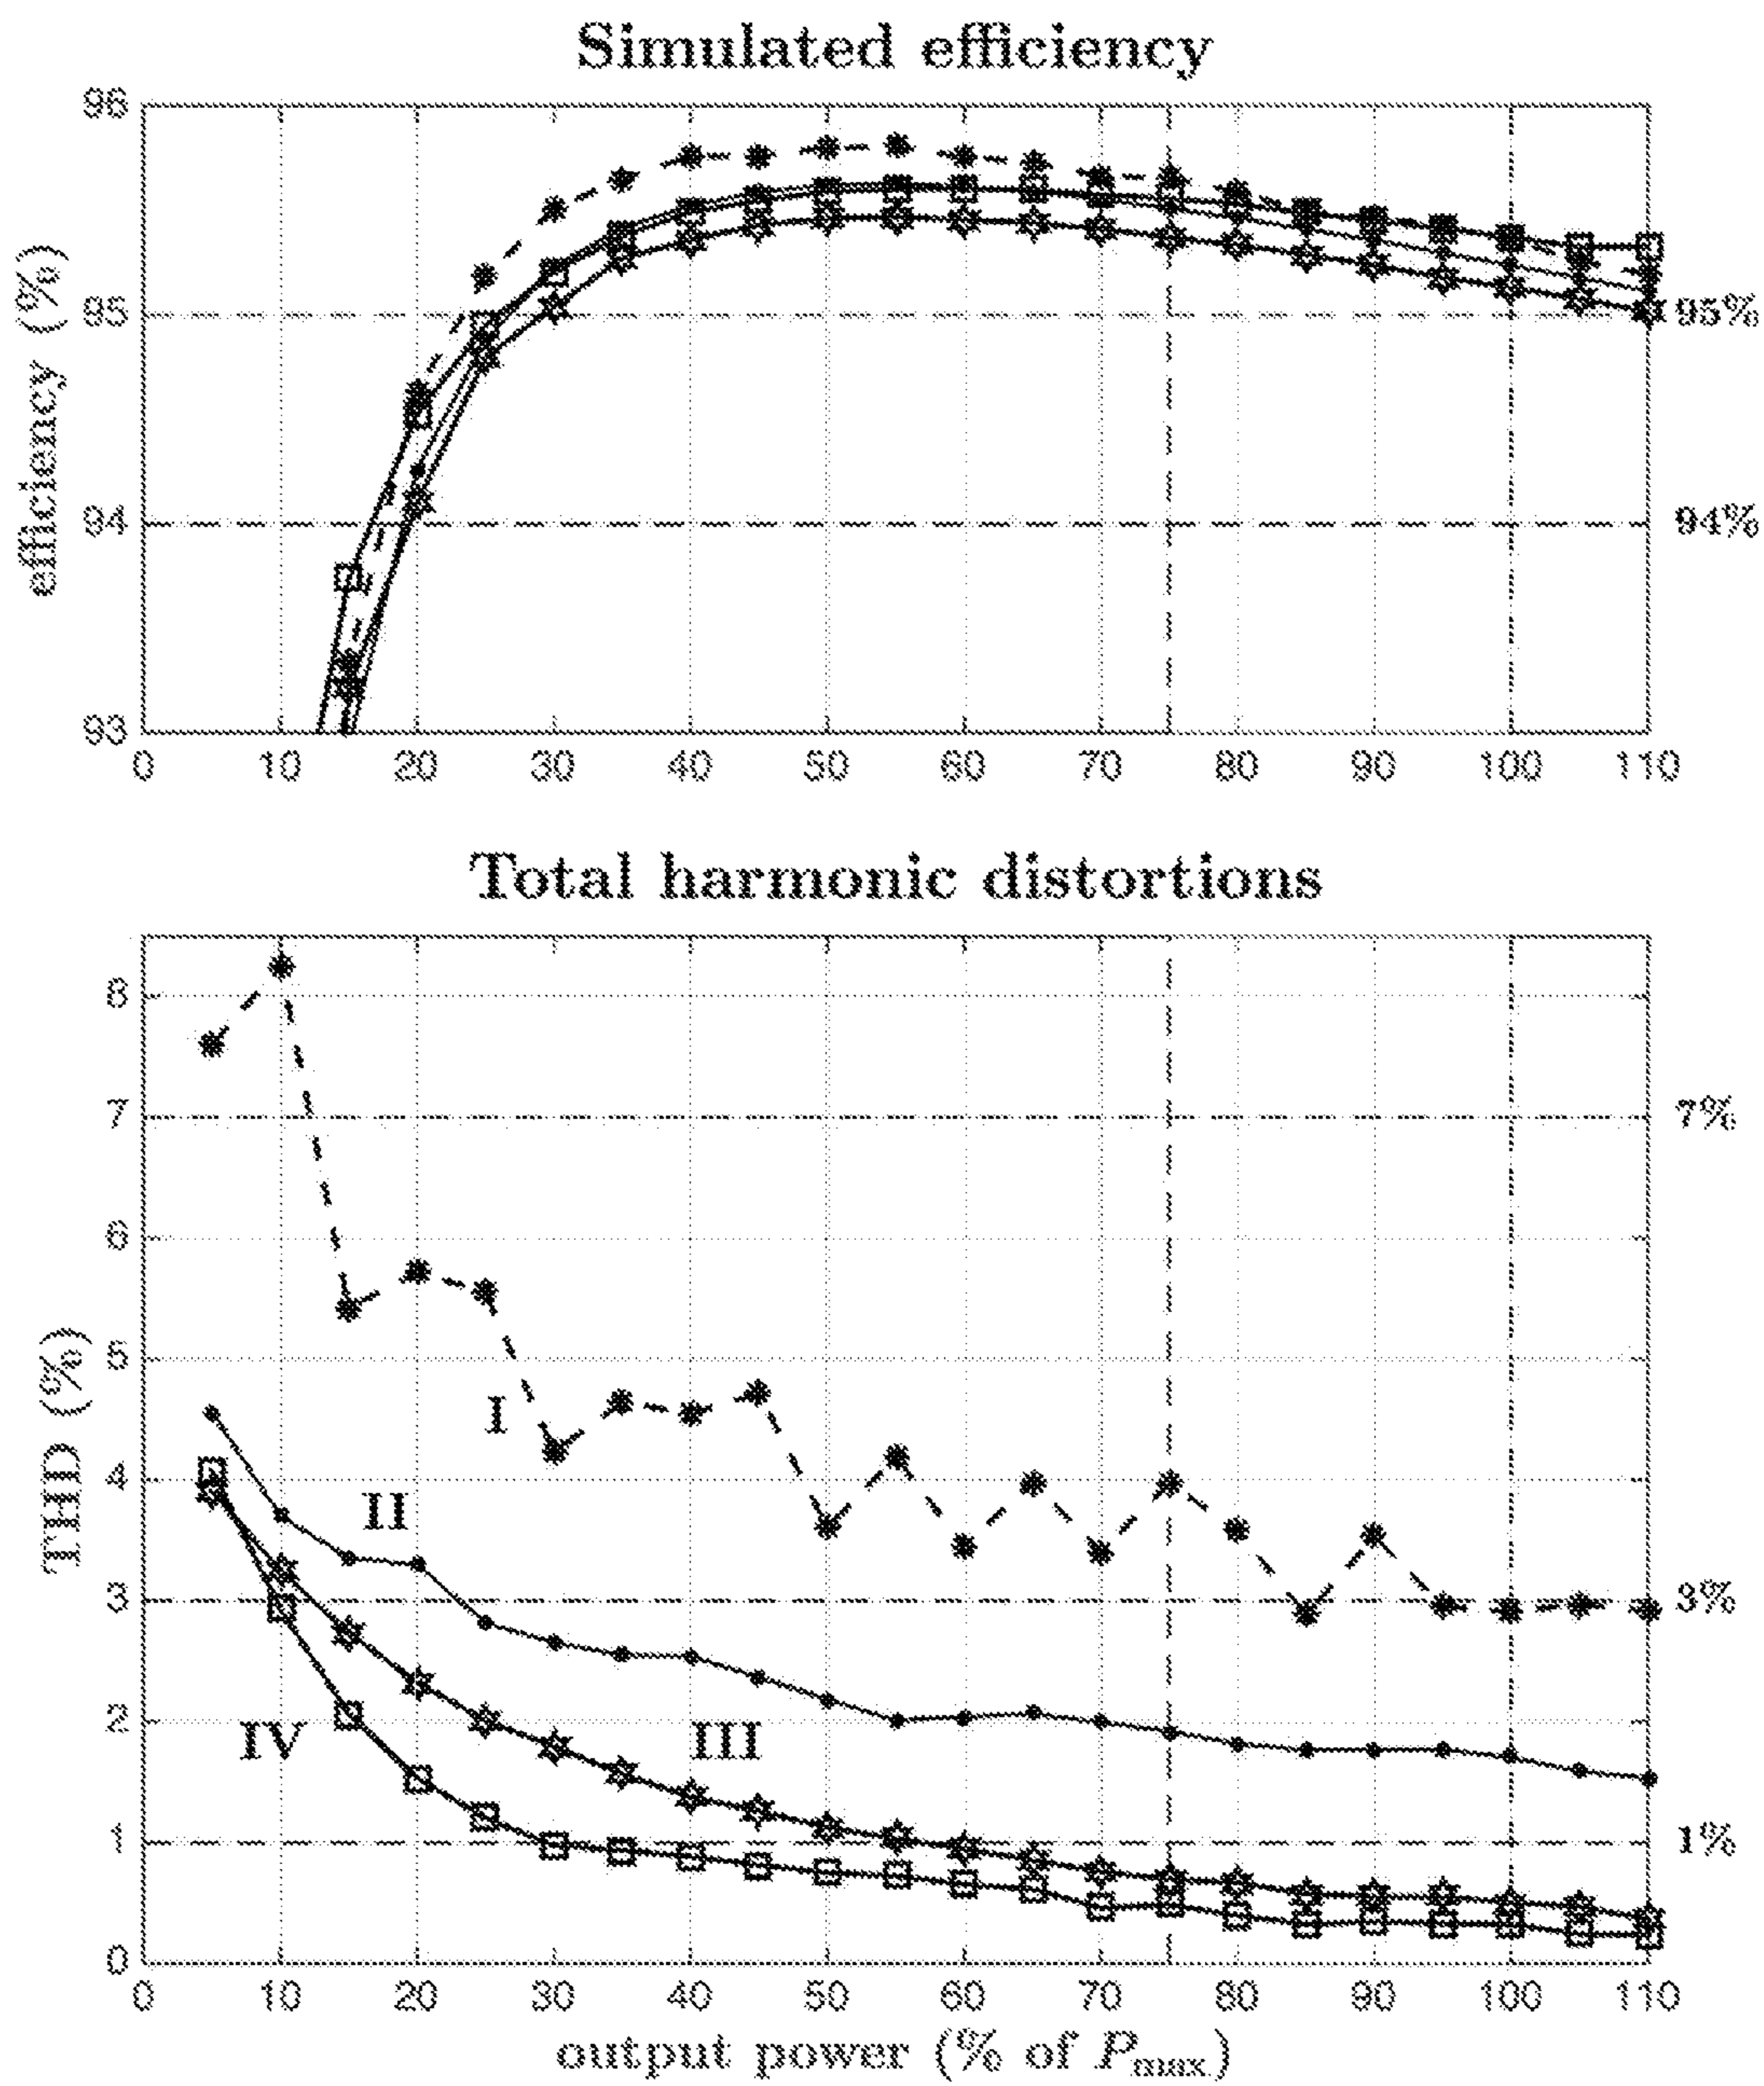 Simulated efficiency
efficiency (%)
96
95
94
93
95%
94%
0 10 20 30 40 50 60 70 80 90 100 110
Total harmonic distortions
THD (%)
8
7
6
5
4
3
2
1
0
7%
3%
1%
I
II
III
IV
0 10 20 30 40 50 60 70 80 90 100 110
output power (% of Pmax)